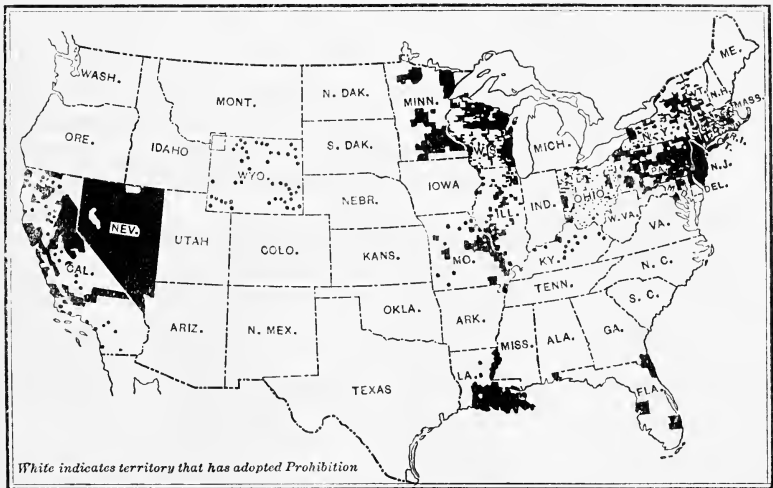 WASH.
MONT.
N. DAK.
MINN.
ME.
VT.
N.H.
MASS.
ORE.
IDAHO
WYO.
S. DAK.
WIS.
MICH.
N.Y.
R.I.
NEV.
UTAH
COLO.
NEBR.
IOWA
ILL.
IND.
OHIO
PA.
N.J.
DEL.
W.VA.
VA.
CAL.
KANS.
MO.
KY.
N. C.
TENN.
S. C.
ARIZ.
N. MEX.
OKLA.
ARK.
MISS.
ALA.
GA.
TEXAS
LA.
FLA.
White indicates territory that has adopted Prohibition